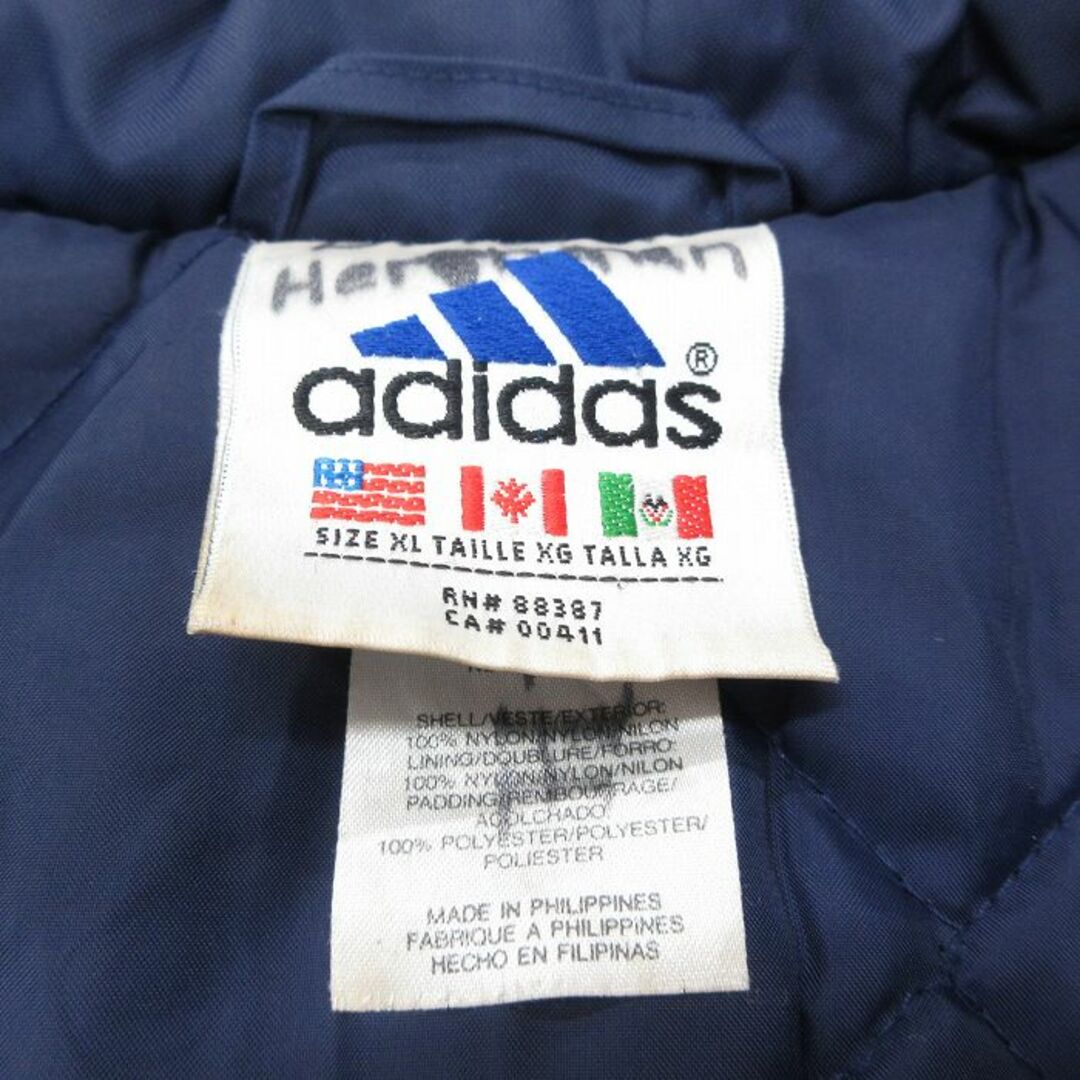 adidas®
SIZE XL TAILLE XG TALLA XG
RN# 88387
CA# 00411
SHELL/VESTE/EXTERIOR:
100% NYLON/NYLON/NILON
LINING/DOUBLURE/FORRO:
100% NYLON/NYLON/NILON
PADDING/REMBOURRAGE/
ACOLCHADO:
100% POLYESTER/POLYESTER/
POLIESTER
MADE IN PHILIPPINES
FABRIQUE A PHILIPPINES
HECHO EN FILIPINAS